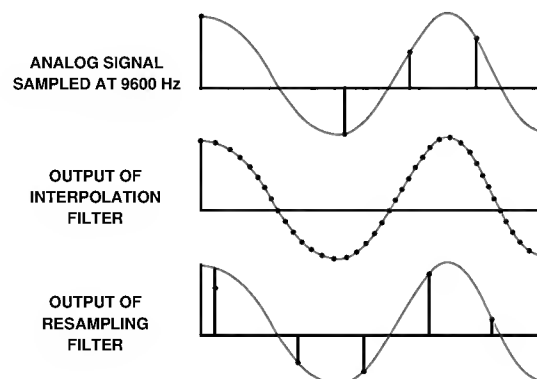 ANALOG SIGNAL
SAMPLED AT 9600 Hz
OUTPUT OF
INTERPOLATION
FILTER
OUTPUT OF
RESAMPLING
FILTER